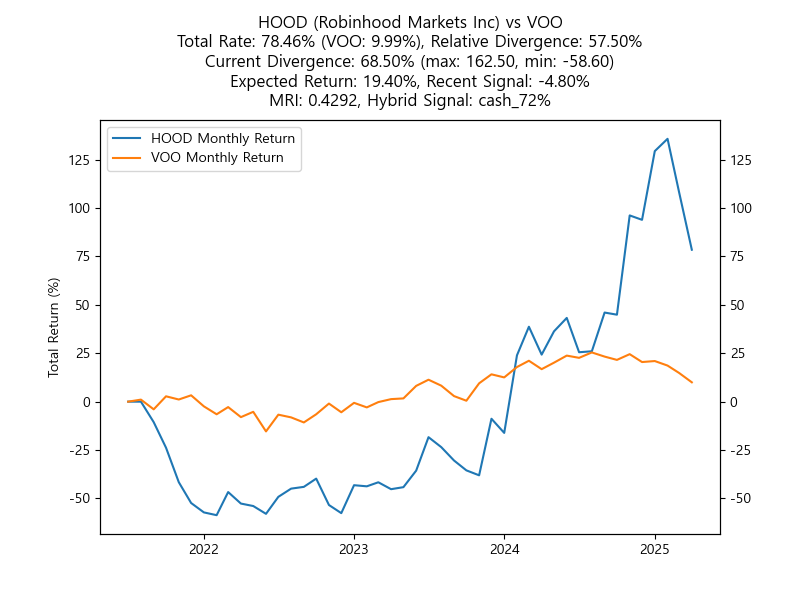 HOOD (Robinhood Markets Inc) vs VOO
Total Rate: 78.46% (VOO: 9.99%), Relative Divergence: 57.50%
Current Divergence: 68.50% (max: 162.50, min: -58.60)
Expected Return: 19.40%, Recent Signal: -4.80%
MRI: 0.4292, Hybrid Signal: cash_72%
HOOD Monthly Return
VOO Monthly Return
Total Return (%)
125
100
75
50
25
0
-25
-50
125
100
75
50
25
0
-25
-50
2022
2023
2024
2025